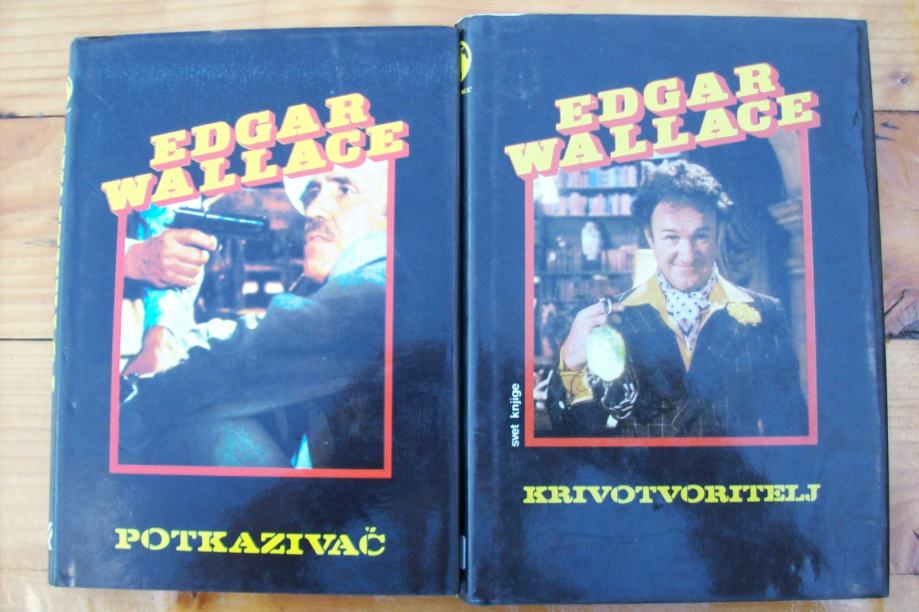 EDGAR
WALLACE
POTKAZIVAČ
EDGAR
WALLACE
svet knjige
KRIVOTVORITELJ